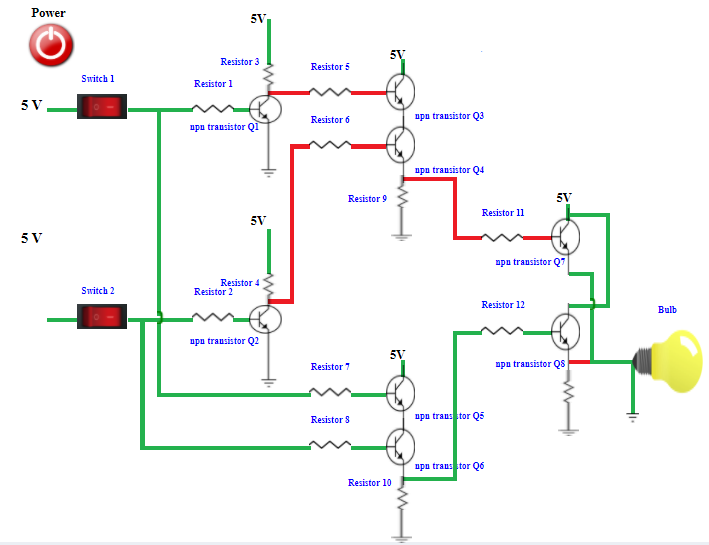 Power
5V
Resistor 3
Resistor 5
5V
Switch 1
Resistor 1
5 V
npn transistor Q1
Resistor 6
npn transistor Q3
npn transistor Q4
Resistor 9
5V
Resistor 11
5V
5 V
npn transistor Q7
Switch 2
Resistor 4
Resistor 2
Resistor 12
Bulb
npn transistor Q2
5V
Resistor 7
npn transistor Q8
Resistor 8
npn transistor Q5
npn transistor Q6
Resistor 10